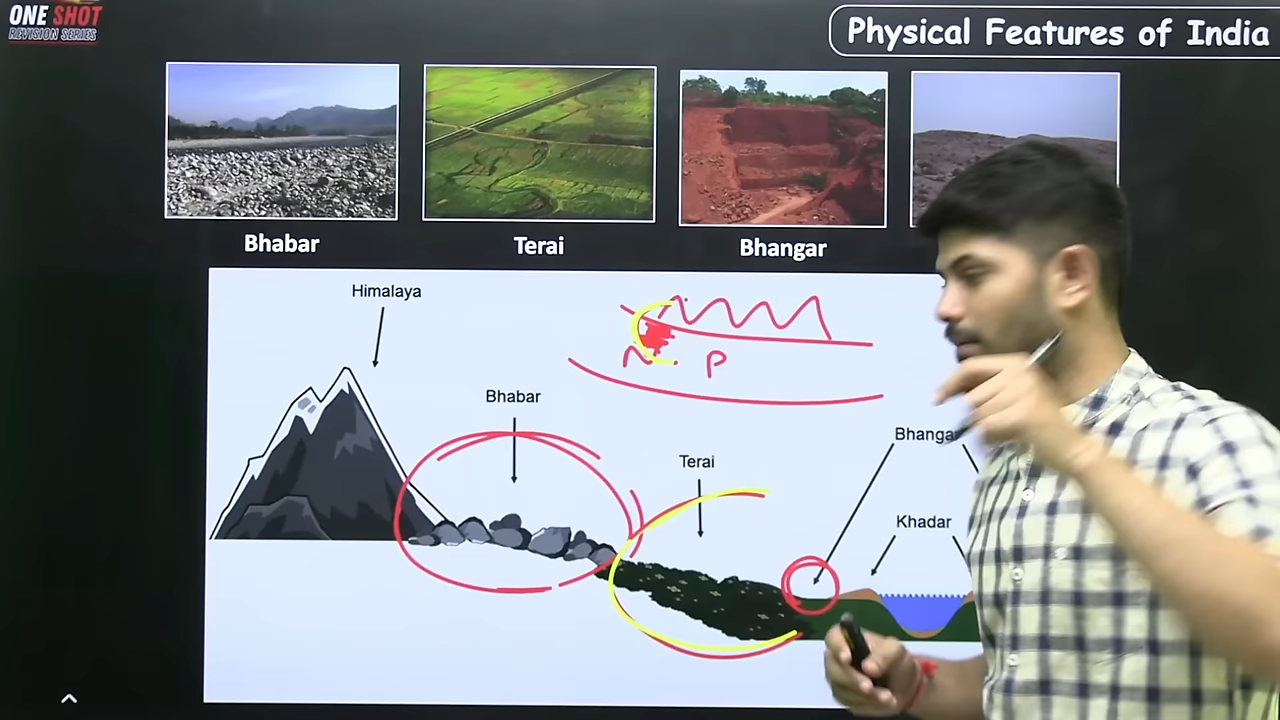 ONE SHOT
REVISION SERIES
Physical Features of India
Bhabar
Terai
Bhangar
Himalaya
Bhabar
Terai
Bhangar
Khadar
N P